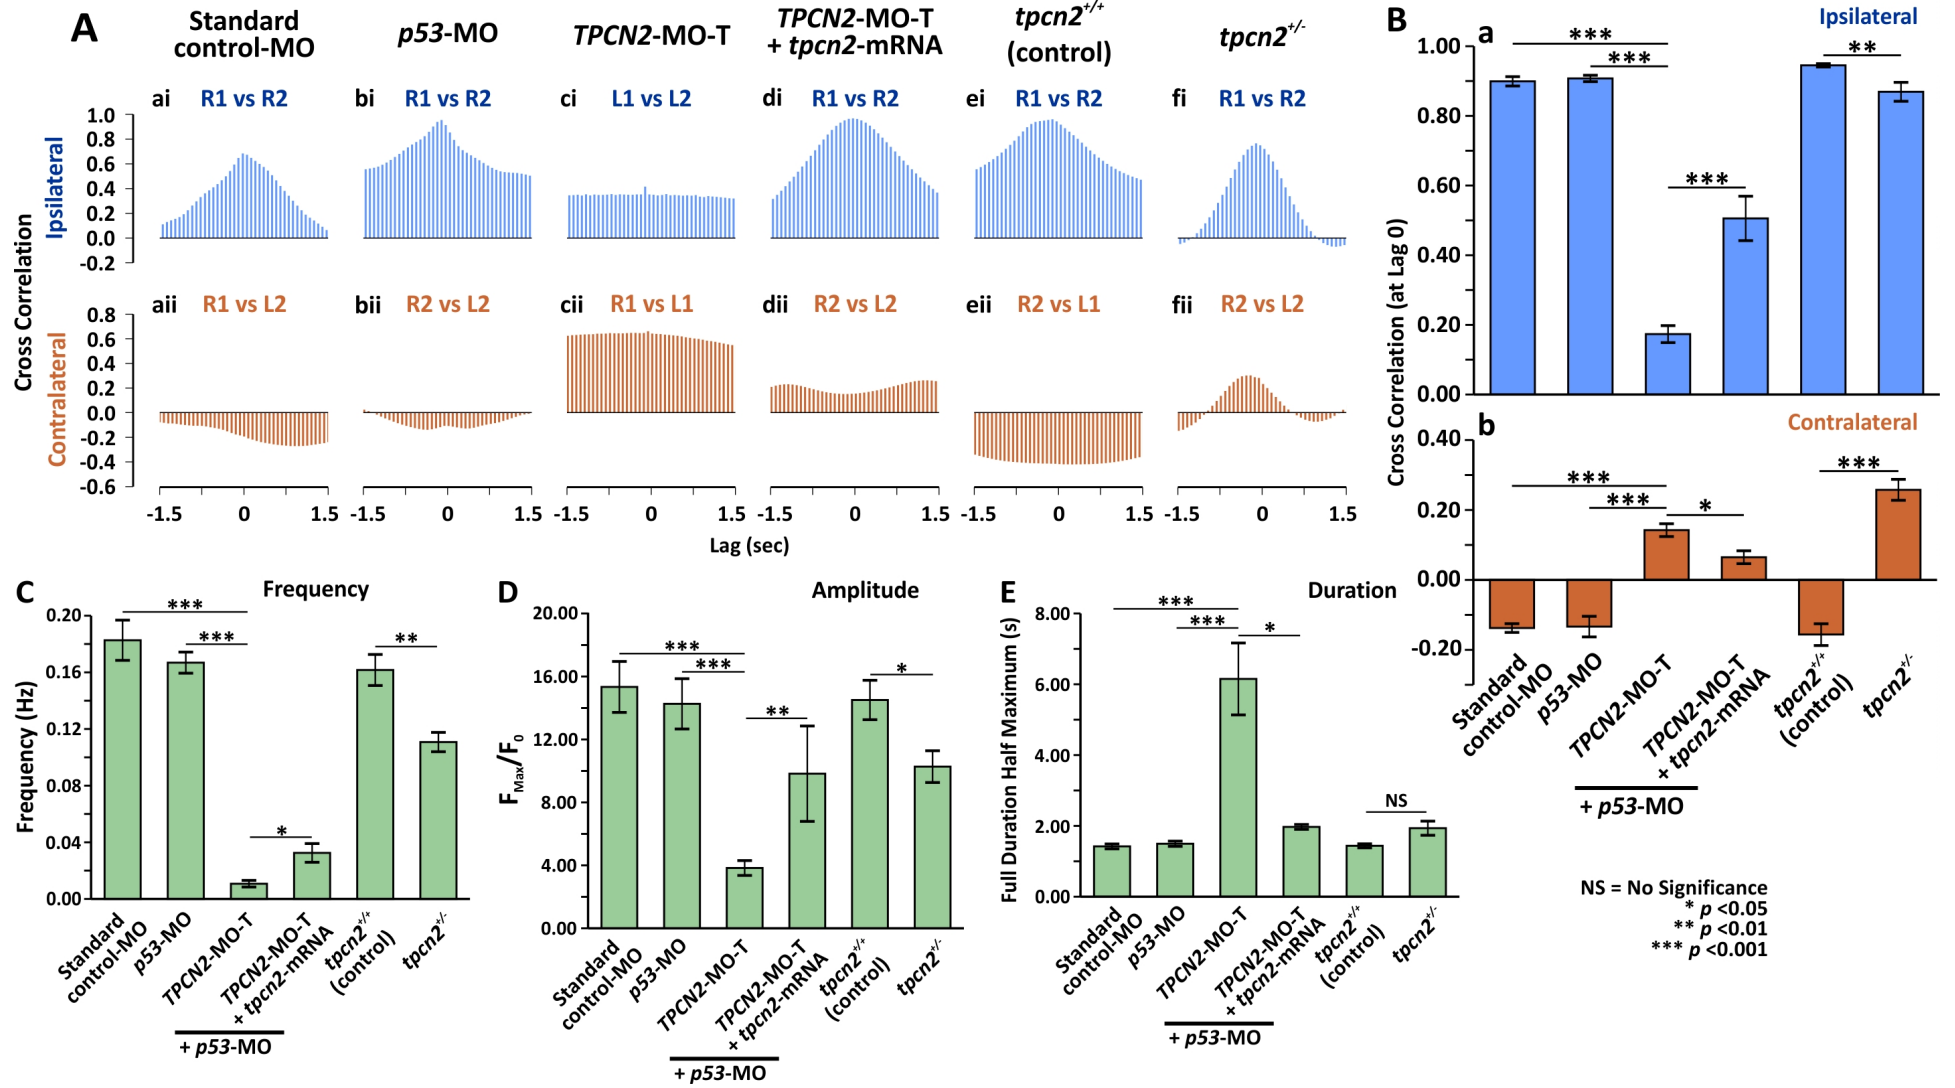 A
Standard
control-MO
p53-MO
TPCN2-MO-T
TPCN2-MO-T
+ tpcn2-mRNA
tpcn2+/+
(control)
tpcn2+/-
ai R1 vs R2
bi R1 vs R2
ci L1 vs L2
di R1 vs R2
ei R1 vs R2
fi R1 vs R2
Cross Correlation
Ipsilateral
1.0
0.8
0.6
0.4
0.2
0.0
-0.2
aii R1 vs L2
bii R2 vs L2
cii R1 vs L1
dii R2 vs L2
eii R2 vs L1
fii R2 vs L2
Contralateral
0.8
0.6
0.4
0.2
0.0
-0.2
-0.4
-0.6
-1.5 0 1.5 -1.5 0 1.5 -1.5 0 1.5 -1.5 0 1.5 -1.5 0 1.5 -1.5 0 1.5
Lag (sec)
B
Ipsilateral
a
Cross Correlation (at Lag 0)
1.00
0.80
0.60
0.40
0.20
0.00
***
***
***
**
b
Contralateral
0.40
0.20
0.00
-0.20
***
***
*
***
Standard
control-MO
p53-MO
TPCN2-MO-T
TPCN2-MO-T
+ tpcn2-mRNA
tpcn2+/+
(control)
tpcn2+/-
+ p53-MO
C
Frequency
Frequency (Hz)
0.20
0.16
0.12
0.08
0.04
0.00
***
***
*
**
Standard
control-MO
p53-MO
TPCN2-MO-T
TPCN2-MO-T
+ tpcn2-mRNA
tpcn2+/+
(control)
tpcn2+/-
+ p53-MO
D
Amplitude
FMax/F0
20.00
16.00
12.00
8.00
4.00
0.00
***
***
**
*
Standard
control-MO
p53-MO
TPCN2-MO-T
TPCN2-MO-T
+ tpcn2-mRNA
tpcn2+/+
(control)
tpcn2+/-
+ p53-MO
E
Duration
Full Duration Half Maximum (s)
8.00
6.00
4.00
2.00
0.00
***
***
*
NS
Standard
control-MO
p53-MO
TPCN2-MO-T
TPCN2-MO-T
+ tpcn2-mRNA
tpcn2+/+
(control)
tpcn2+/-
+ p53-MO
NS = No Significance
* p <0.05
** p <0.01
*** p <0.001